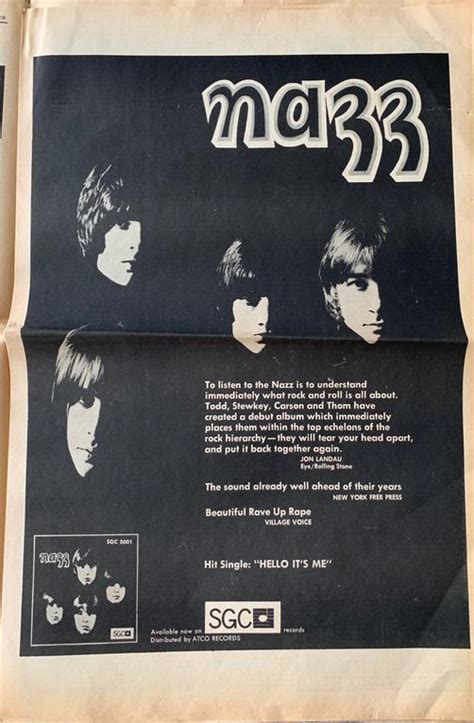 nazz
To listen to the Nazz is to understand
immediately what rock and roll is all about.
Todd, Stewkey, Carson and Thom have
created a debut album which immediately
places them within the top echelons of the
rock hierarchy—they will tear your head apart,
and put it back together again.
JON LANDAU
Eye/Rolling Stone
The sound already well ahead of their years
NEW YORK FREE PRESS
Beautiful Rave Up Rape
VILLAGE VOICE
Hit Single: "HELLO IT'S ME"
SGC 5001
nazz
SGC
Available now on SGC records
Distributed by ATCO RECORDS